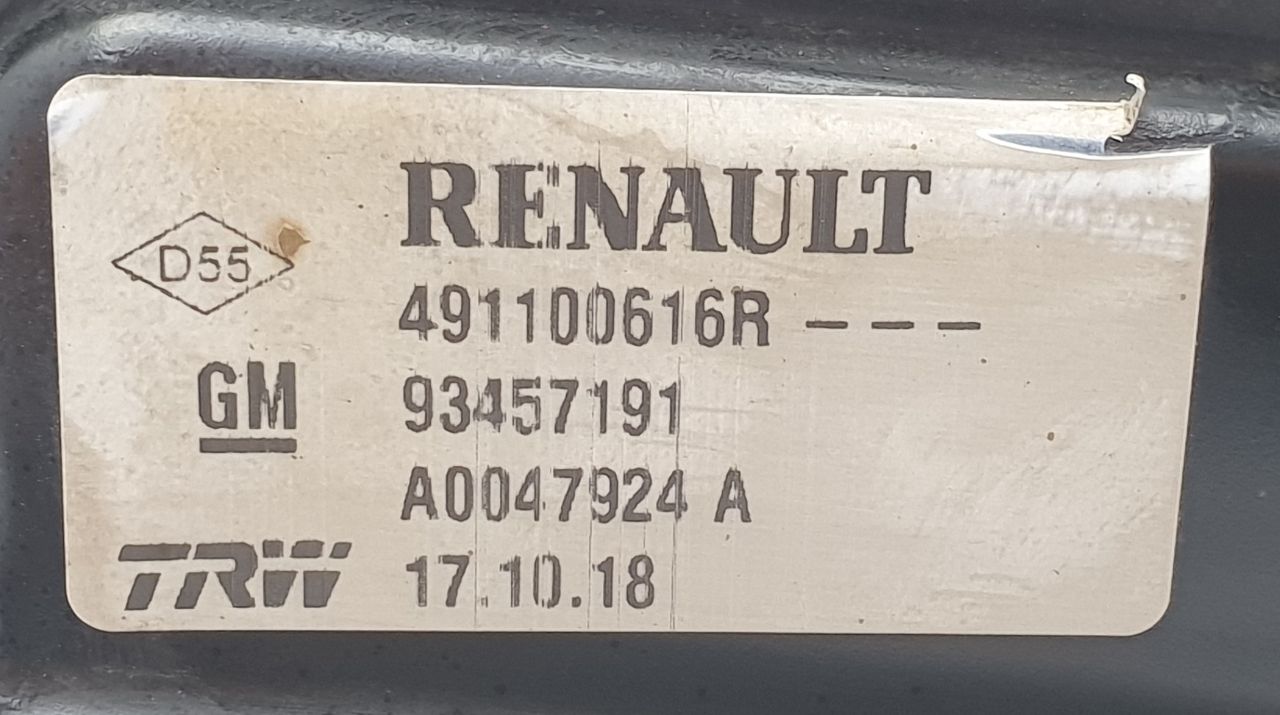 RENAULT
D55
491100616R ---
GM
93457191
A0047924 A
TRW
17.10.18